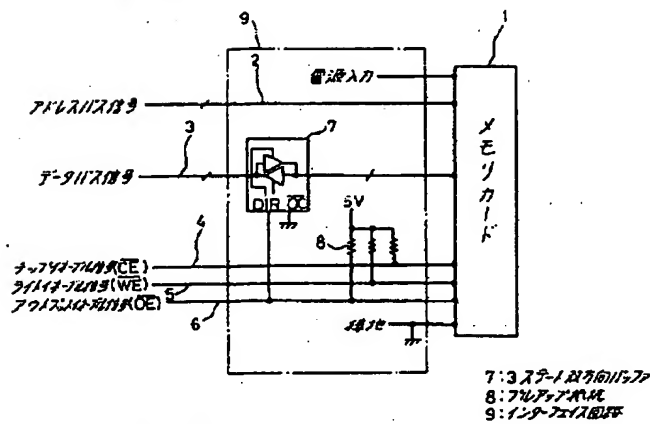 9
1
2
電源入力
アドレスバス信号
3
7
データバス信号
メモリカード
DIR OC
5V
8
4
チップイネーブル信号(CE)
ライトイネーブル信号(WE)
5
アウトプットイネーブル信号(OE)
6
接地
7:3ステート双方向バッファ
8:プルアップ抵抗
9:インターフェイス回路